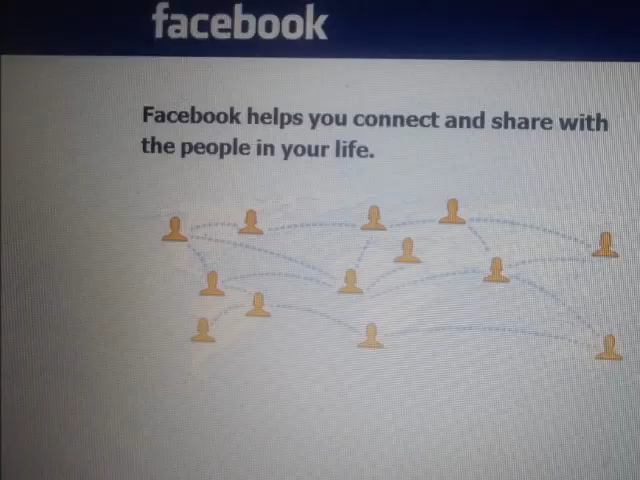 facebook
Facebook helps you connect and share with
the people in your life.